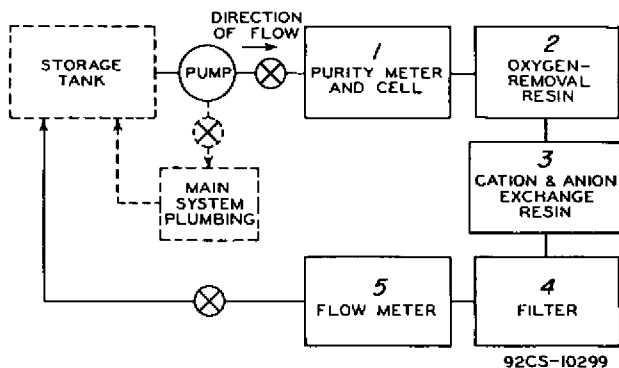 DIRECTION
OF FLOW
STORAGE
TANK
PUMP
1
PURITY METER
AND CELL
2
OXYGEN-
REMOVAL
RESIN
3
CATION & ANION
EXCHANGE
RESIN
MAIN
SYSTEM
PLUMBING
5
FLOW METER
4
FILTER
92CS-10299